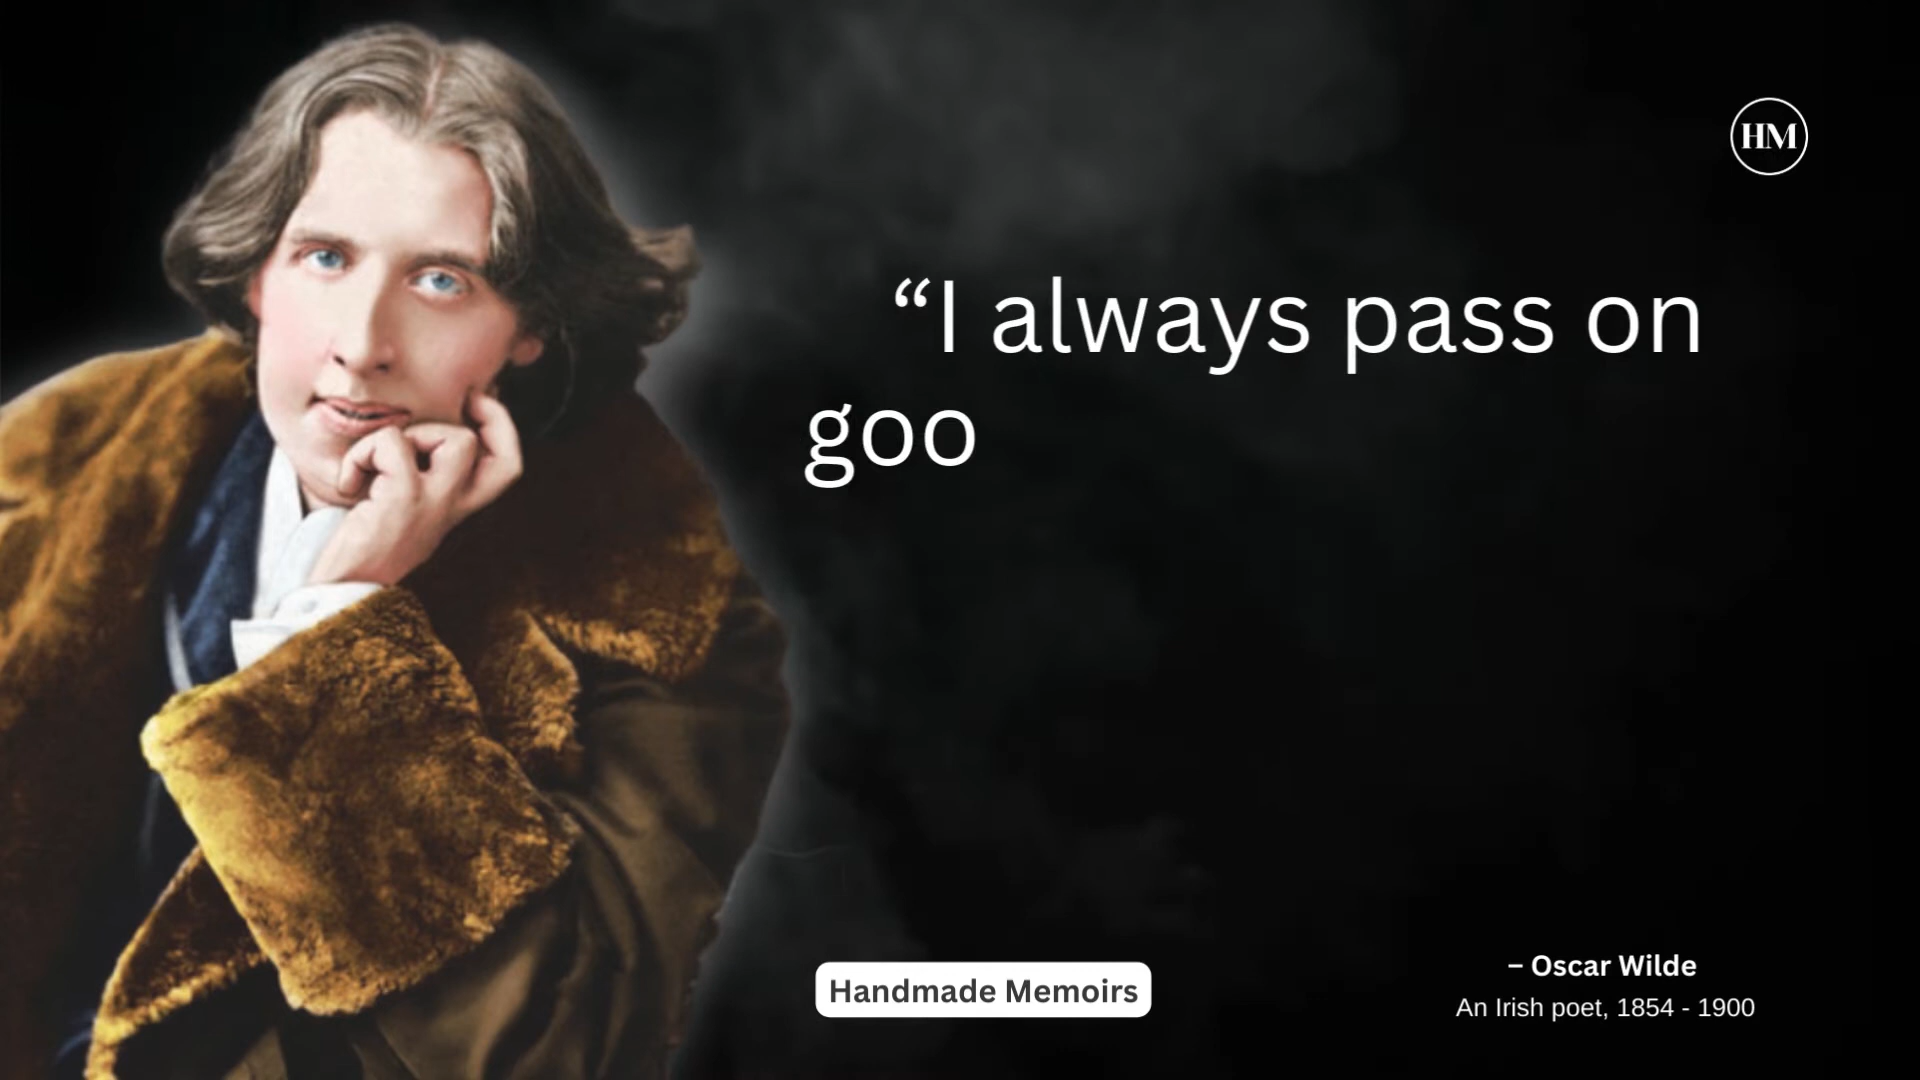 HM
“I always pass on
goo
Handmade Memoirs
– Oscar Wilde
An Irish poet, 1854 - 1900